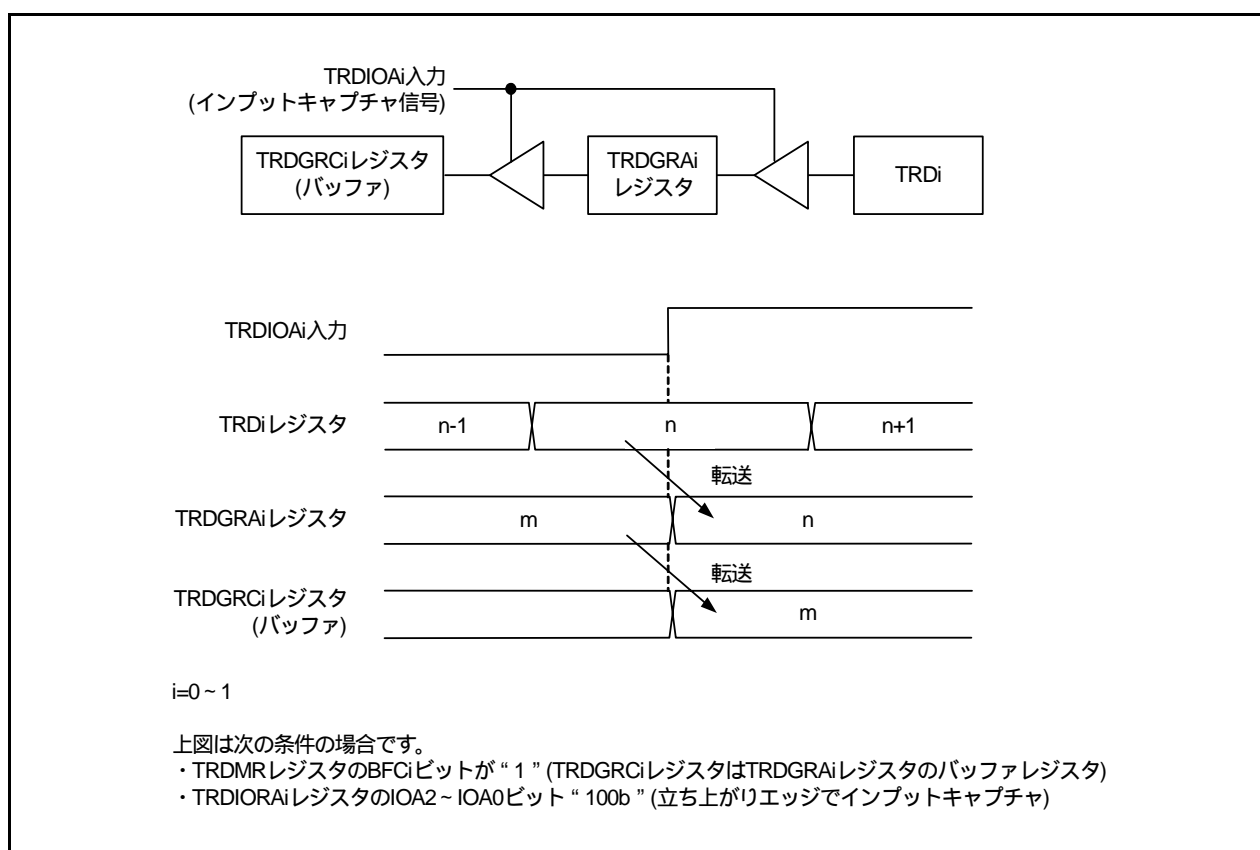 TRDIOAi入力
(インプットキャプチャ信号)
TRDGRCiレジスタ
(バッファ)
TRDGRAi
レジスタ
TRDi
TRDIOAi入力
TRDiレジスタ
n-1
n
n+1
転送
TRDGRAiレジスタ
m
n
転送
TRDGRCiレジスタ
(バッファ)
m
i=0～1
上図は次の条件の場合です。
・TRDMRレジスタのBFCiビットが“1”(TRDGRCiレジスタはTRDGRAiレジスタのバッファレジスタ)
・TRDIORAiレジスタのIOA2～IOA0ビット“100b”(立ち上がりエッジでインプットキャプチャ)